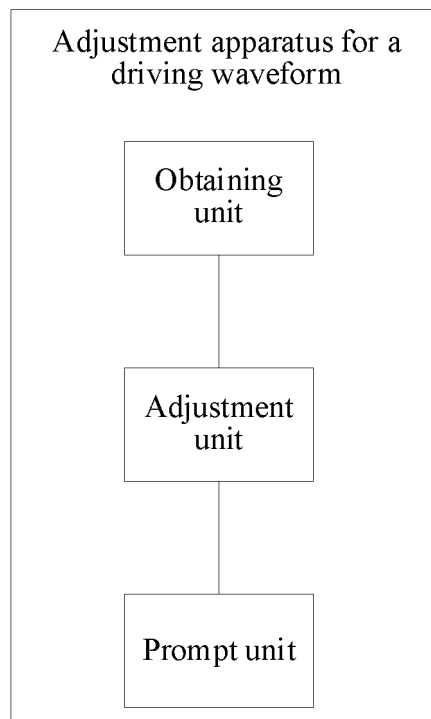 Adjustment apparatus for a
driving waveform
Obtaining
unit
Adjustment
unit
Prompt unit